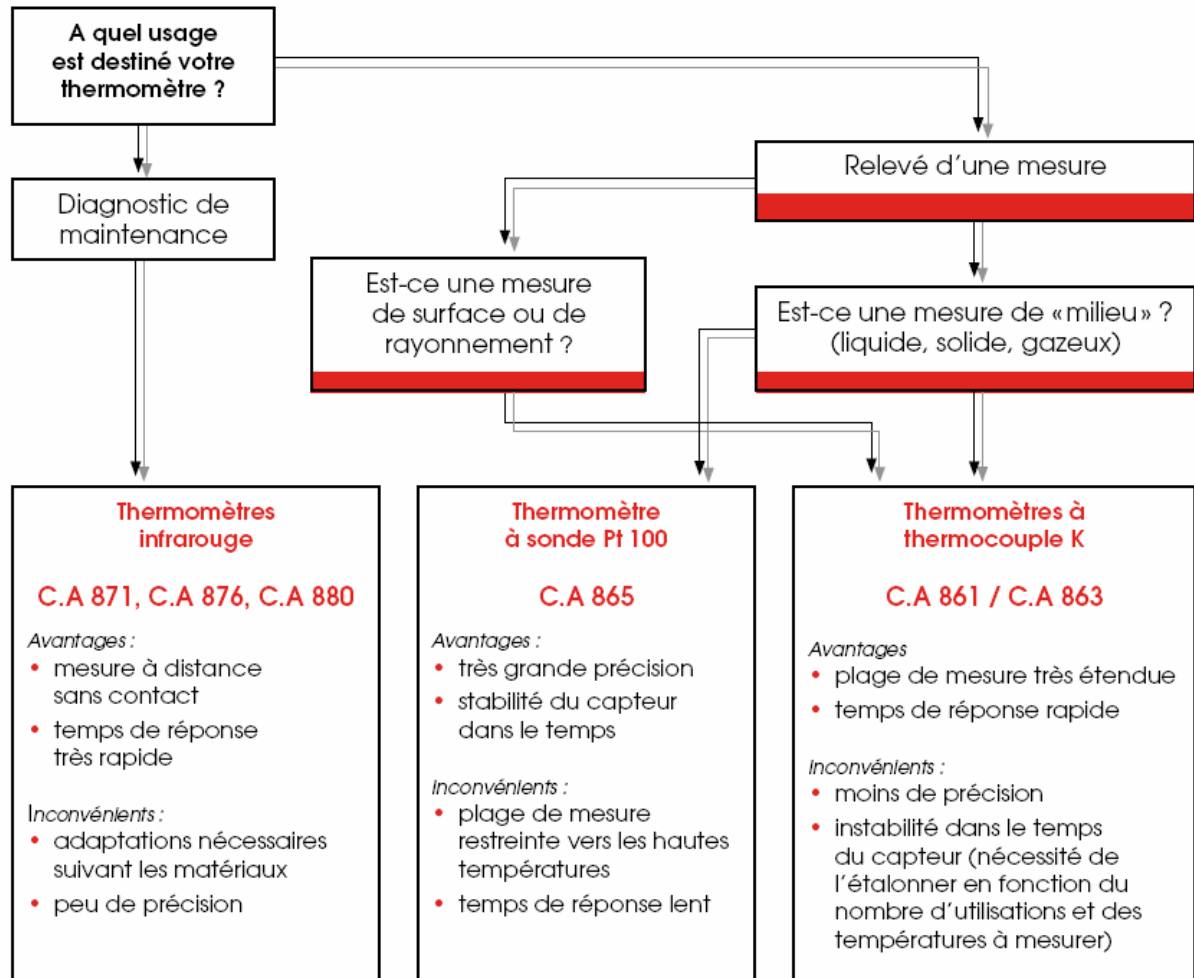 A quel usage
est destiné votre
thermomètre ?
Diagnostic de
maintenance
Relevé d'une mesure
Est-ce une mesure
de surface ou de
rayonnement ?
Est-ce une mesure de «milieu» ?
(liquide, solide, gazeux)
Thermomètres
infrarouge
C.A 871, C.A 876, C.A 880
Avantages :
• mesure à distance
sans contact
• temps de réponse
très rapide
Inconvénients :
• adaptations nécessaires
suivant les matériaux
• peu de précision
Thermomètre
à sonde Pt 100
C.A 865
Avantages :
• très grande précision
• stabilité du capteur
dans le temps
Inconvénients :
• plage de mesure
restreinte vers les hautes
températures
• temps de réponse lent
Thermomètres à
thermocouple K
C.A 861 / C.A 863
Avantages
• plage de mesure très étendue
• temps de réponse rapide
Inconvénients :
• moins de précision
• instabilité dans le temps
du capteur (nécessité de
l'étalonner en fonction du
nombre d'utilisations et des
températures à mesurer)